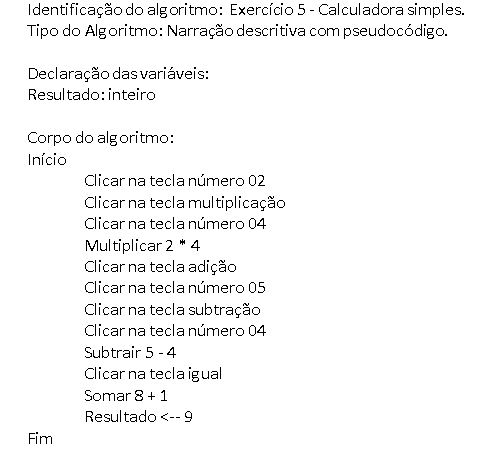 Identificação do algoritmo: Exercício 5 - Calculadora simples.
Tipo do Algoritmo: Narração descritiva com pseudocódigo.
Declaração das variáveis:
Resultado: inteiro
Corpo do algoritmo:
Início
Clicar na tecla número 02
Clicar na tecla multiplicação
Clicar na tecla número 04
Multiplicar 2 * 4
Clicar na tecla adição
Clicar na tecla número 05
Clicar na tecla subtração
Clicar na tecla número 04
Subtrair 5 - 4
Clicar na tecla igual
Somar 8 + 1
Resultado <-- 9
Fim